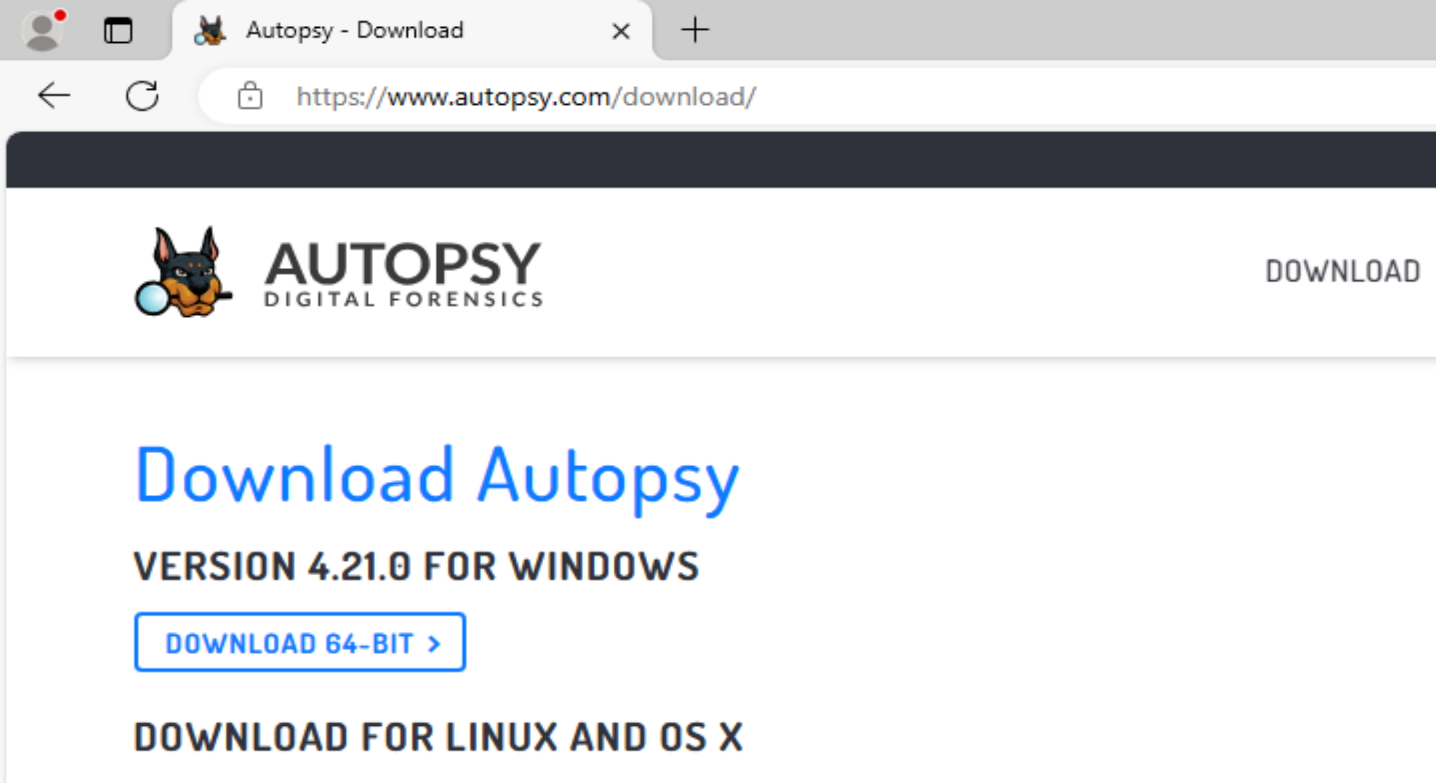 Autopsy - Download
https://www.autopsy.com/download/
AUTOPSY
DIGITAL FORENSICS
DOWNLOAD
Download Autopsy
VERSION 4.21.0 FOR WINDOWS
DOWNLOAD 64-BIT >
DOWNLOAD FOR LINUX AND OS X